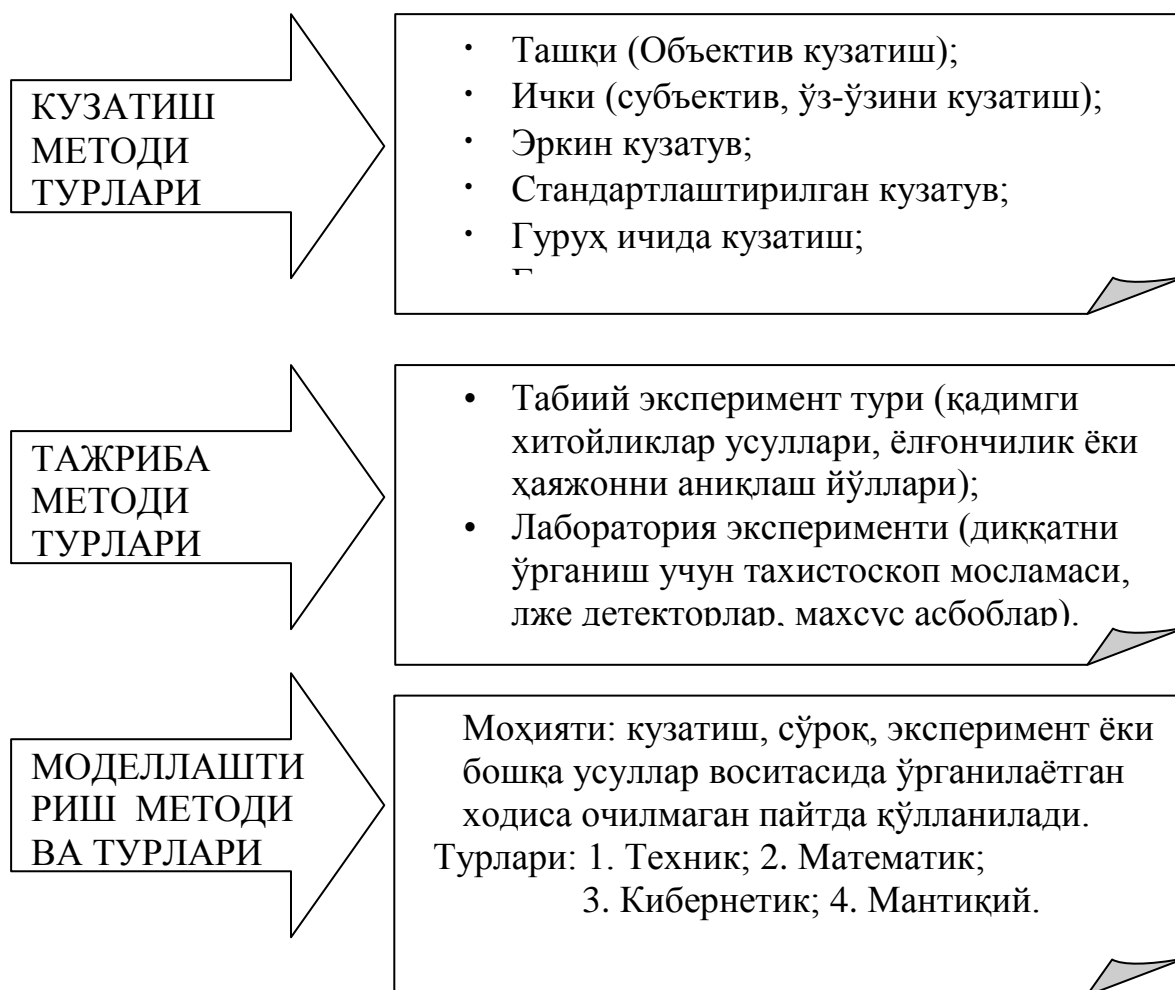 КУЗАТИШ
МЕТОДИ
ТУРЛАРИ
· Ташқи (Объектив кузатиш);
· Ички (субъектив, ўз-ўзини кузатиш);
· Эркин кузатув;
· Стандартлаштирилган кузатув;
· Гуруҳ ичида кузатиш;
ТАЖРИБА
МЕТОДИ
ТУРЛАРИ
• Табиий эксперимент тури (қадимги
хитойликлар усуллари, ёлғончилик ёки
ҳаяжонни аниқлаш йўллари);
• Лаборатория эксперименти (диққатни
ўрганиш учун тахистоскоп мосламаси,
лже детекторлар, махсус асбоблар).
МОДЕЛЛАШТИ
РИШ МЕТОДИ
ВА ТУРЛАРИ
Моҳияти: кузатиш, сўроқ, эксперимент ёки
бошқа усуллар воситасида ўрганилаётган
ходиса очилмаган пайтда қўлланилади.
Турлари: 1. Техник; 2. Математик;
3. Кибернетик; 4. Мантиқий.